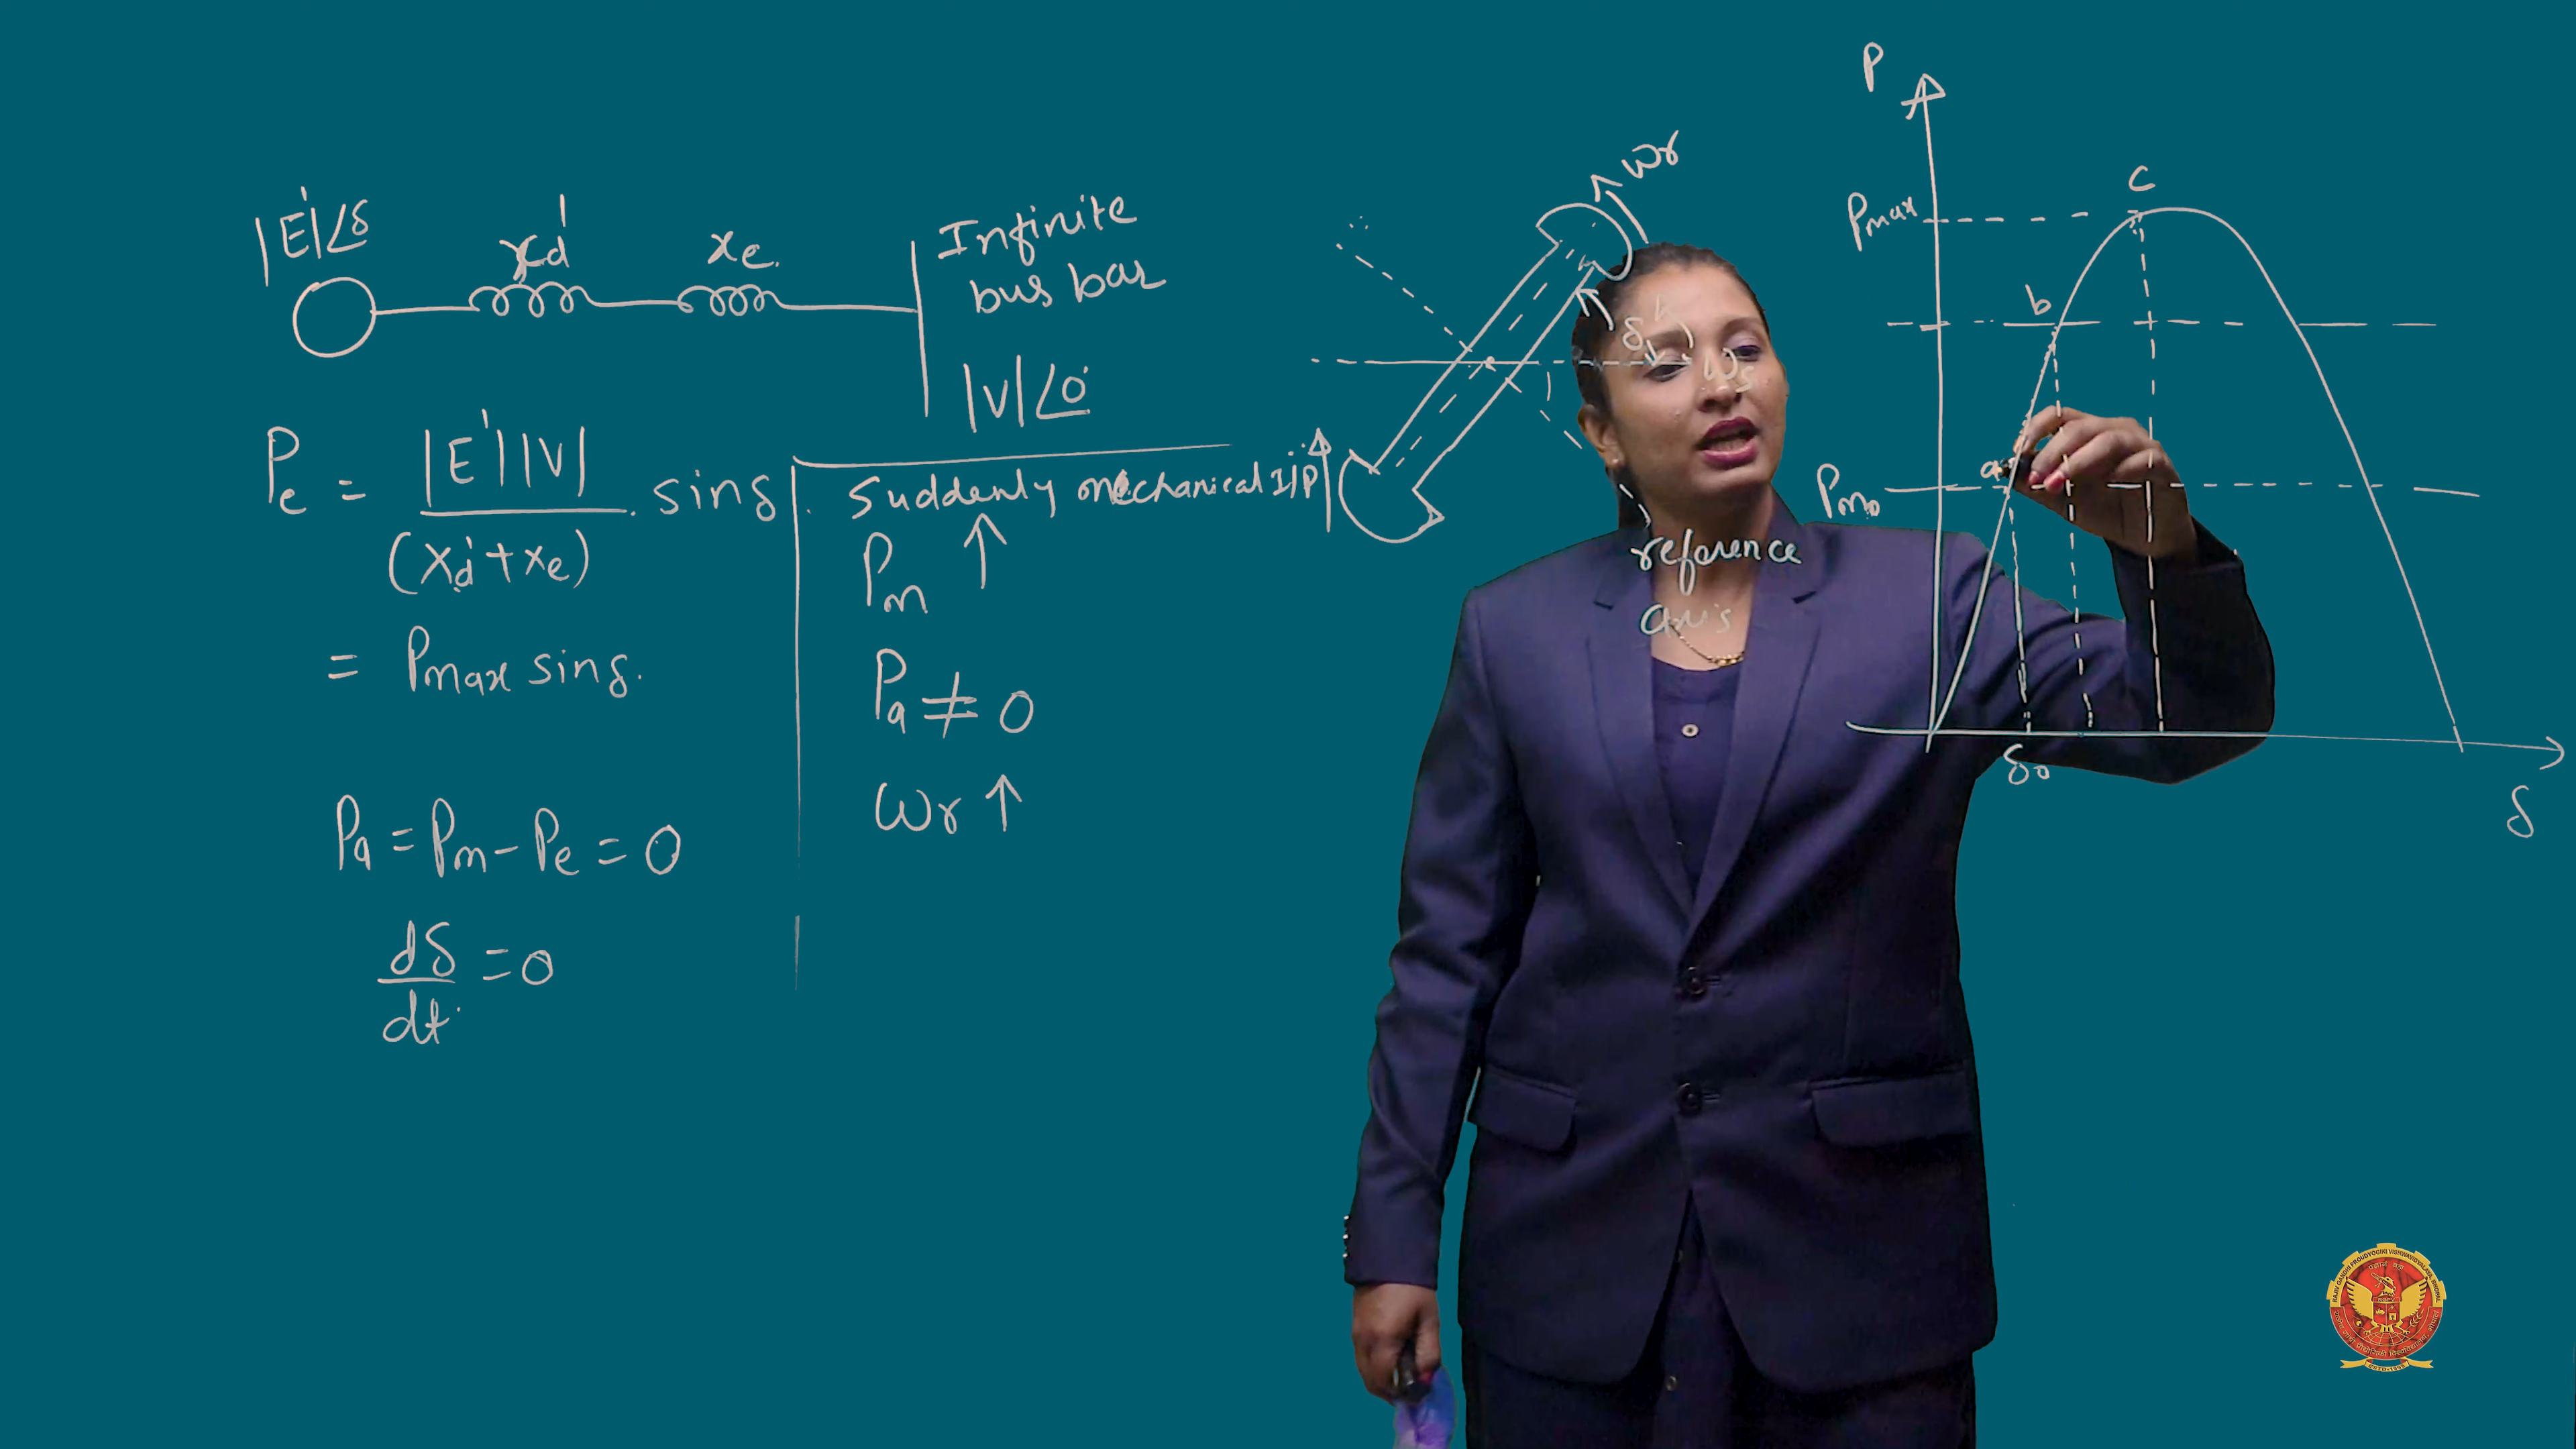 |E'|∠δ
xd'
xe
Infinite
bus bar
|V|∠0°
Pe = |E'||V| / (xd'+xe) . sinδ.
= Pmax sinδ.
Pa = Pm - Pe = 0
dδ/dt = 0
Suddenly mechanical I/P ↑
Pm ↑
Pa ≠ 0
ωr ↑
ωr
δ
ωs
reference
axis
P
Pmax
c
b
a
Pm0
δ0
δ